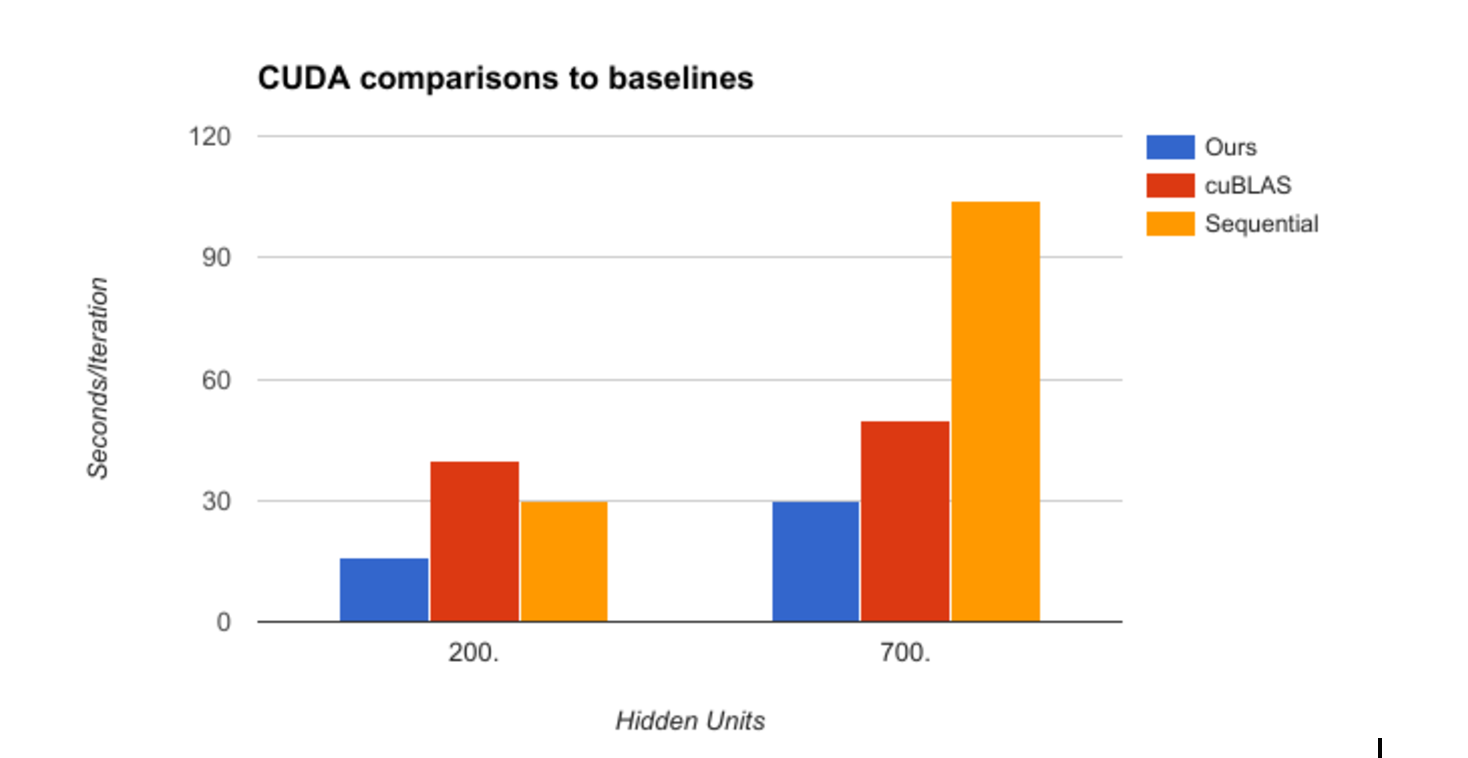 CUDA comparisons to baselines
120
90
60
30
0
Seconds/Iteration
200.
700.
Hidden Units
Ours
cuBLAS
Sequential